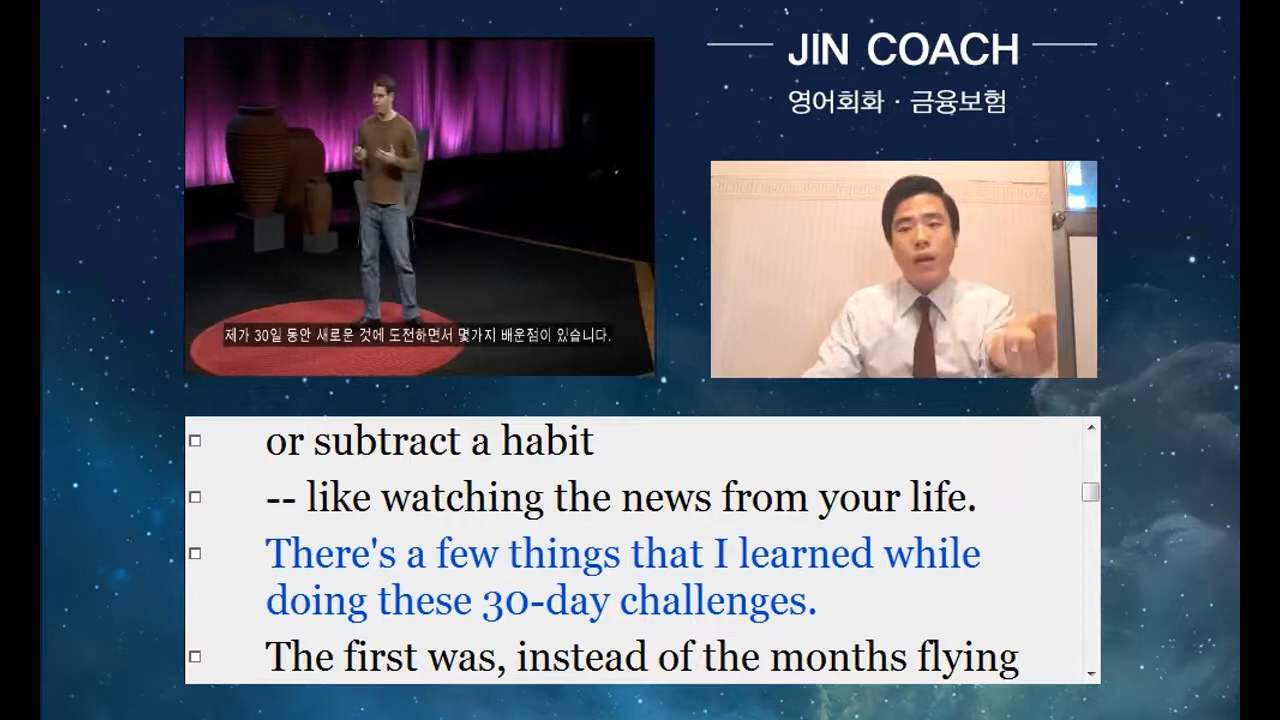 JIN COACH
영어회화 · 금융보험
제가 30일 동안 새로운 것에 도전하면서 몇가지 배운점이 있습니다.
or subtract a habit
-- like watching the news from your life.
There's a few things that I learned while
doing these 30-day challenges.
The first was, instead of the months flying